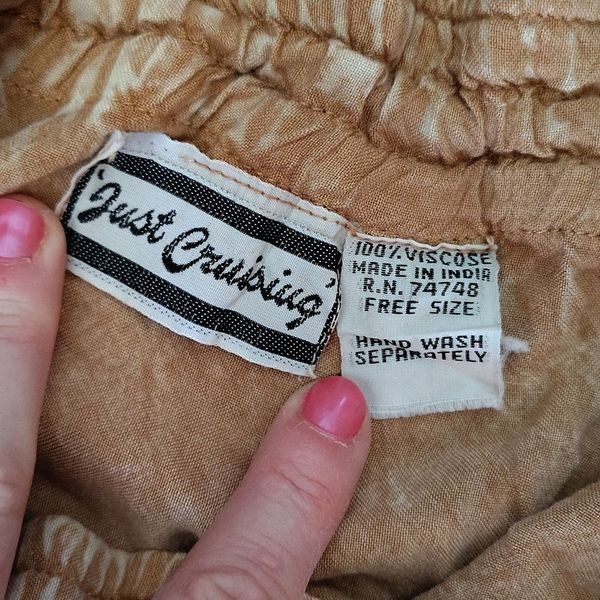 'Just Cruising'
100% VISCOSE
MADE IN INDIA
R.N. 74748
FREE SIZE
HAND WASH
SEPARATELY